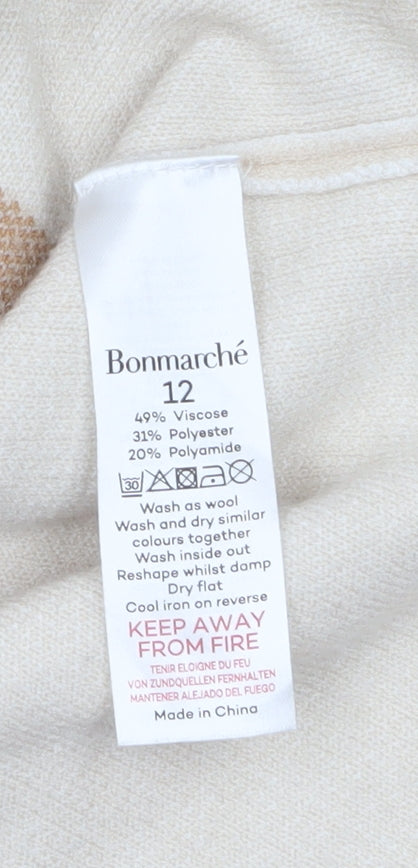 Bonmarché
12
49% Viscose
31% Polyester
20% Polyamide
30
Wash as wool
Wash and dry similar
colours together
Wash inside out
Reshape whilst damp
Dry flat
Cool iron on reverse
KEEP AWAY
FROM FIRE
TENIR ELOIGNE DU FEU
VON ZUNDQUELLEN FERNHALTEN
MANTENER ALEJADO DEL FUEGO
Made in China